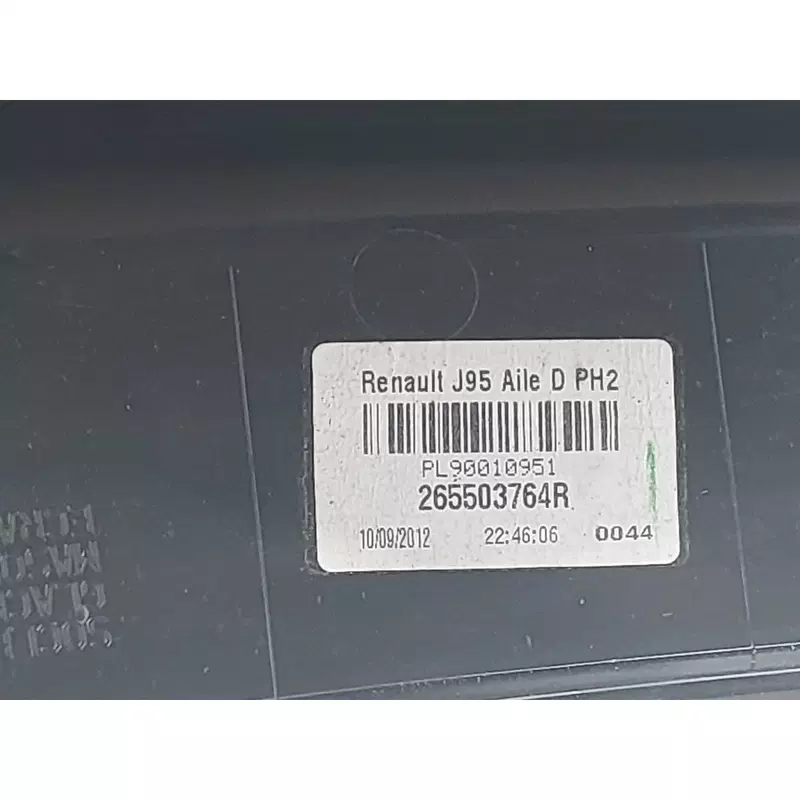 Renault J95 Aile D PH2
PL90010951
265503764R
10/09/2012 22:46:06 0044